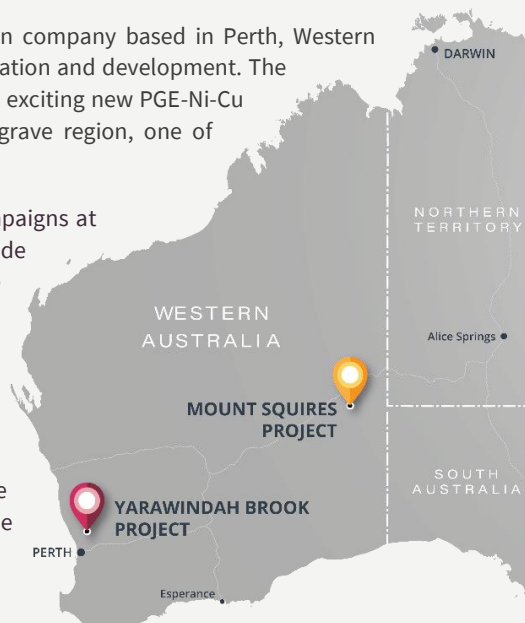 n company based in Perth, Western
ation and development. The
exciting new PGE-Ni-Cu
grave region, one of
paigns at
de
e
e
DARWIN
NORTHERN
TERRITORY
WESTERN
AUSTRALIA
Alice Springs
MOUNT SQUIRES
PROJECT
SOUTH
AUSTRALIA
YARAWINDAH BROOK
PROJECT
PERTH
Esperance